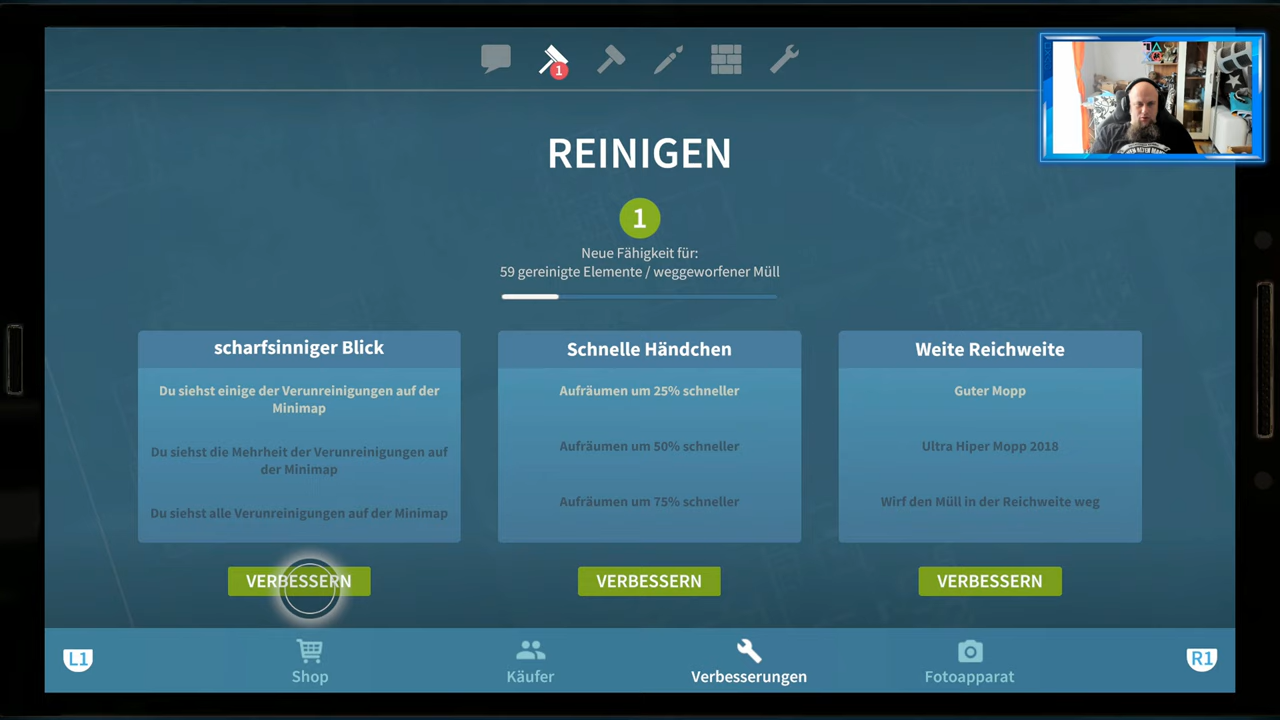 1
REINIGEN
1
Neue Fähigkeit für:
59 gereinigte Elemente / weggeworfener Müll
scharfsinniger Blick
Du siehst einige der Verunreinigungen auf der
Minimap
Du siehst die Mehrheit der Verunreinigungen auf
der Minimap
Du siehst alle Verunreinigungen auf der Minimap
VERBESSERN
Schnelle Händchen
Aufräumen um 25% schneller
Aufräumen um 50% schneller
Aufräumen um 75% schneller
VERBESSERN
Weite Reichweite
Guter Mopp
Ultra Hiper Mopp 2018
Wirf den Müll in der Reichweite weg
VERBESSERN
L1
Shop
Käufer
Verbesserungen
Fotoapparat
R1